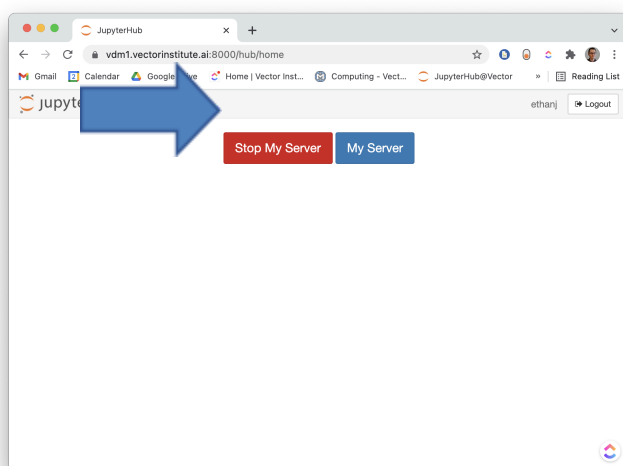 JupyterHub
vdm1.vectorinstitute.ai:8000/hub/home
Gmail Calendar Google Home | Vector Inst... Computing - Vect... JupyterHub@Vector » Reading List
ethanj Logout
Stop My Server My Server